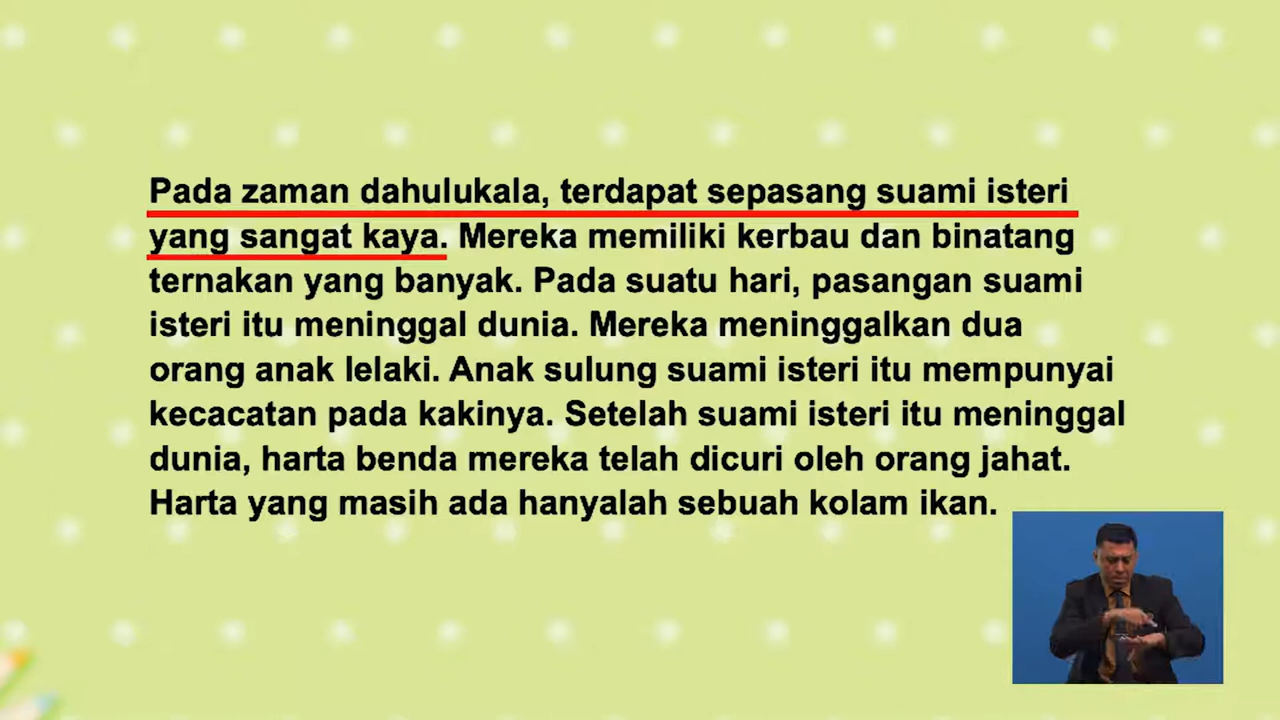 Pada zaman dahulukala, terdapat sepasang suami isteri
yang sangat kaya. Mereka memiliki kerbau dan binatang
ternakan yang banyak. Pada suatu hari, pasangan suami
isteri itu meninggal dunia. Mereka meninggalkan dua
orang anak lelaki. Anak sulung suami isteri itu mempunyai
kecacatan pada kakinya. Setelah suami isteri itu meninggal
dunia, harta benda mereka telah dicuri oleh orang jahat.
Harta yang masih ada hanyalah sebuah kolam ikan.